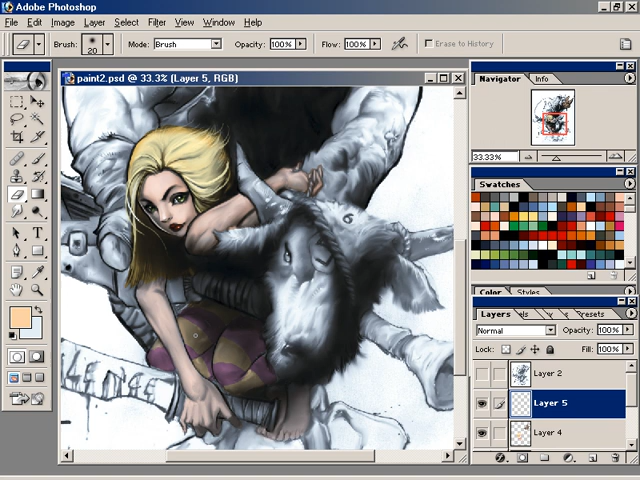 Adobe Photoshop
File Edit Image Layer Select Filter View Window Help
Brush: 20 Mode: Brush Opacity: 100% Flow: 100% Erase to History
paint2.psd @ 33.3% (Layer 5, RGB)
Navigator Info
33.33%
Swatches
Color Styles
Layers
Normal Opacity: 100%
Lock: Fill: 100%
Layer 2
Layer 5
Layer 4